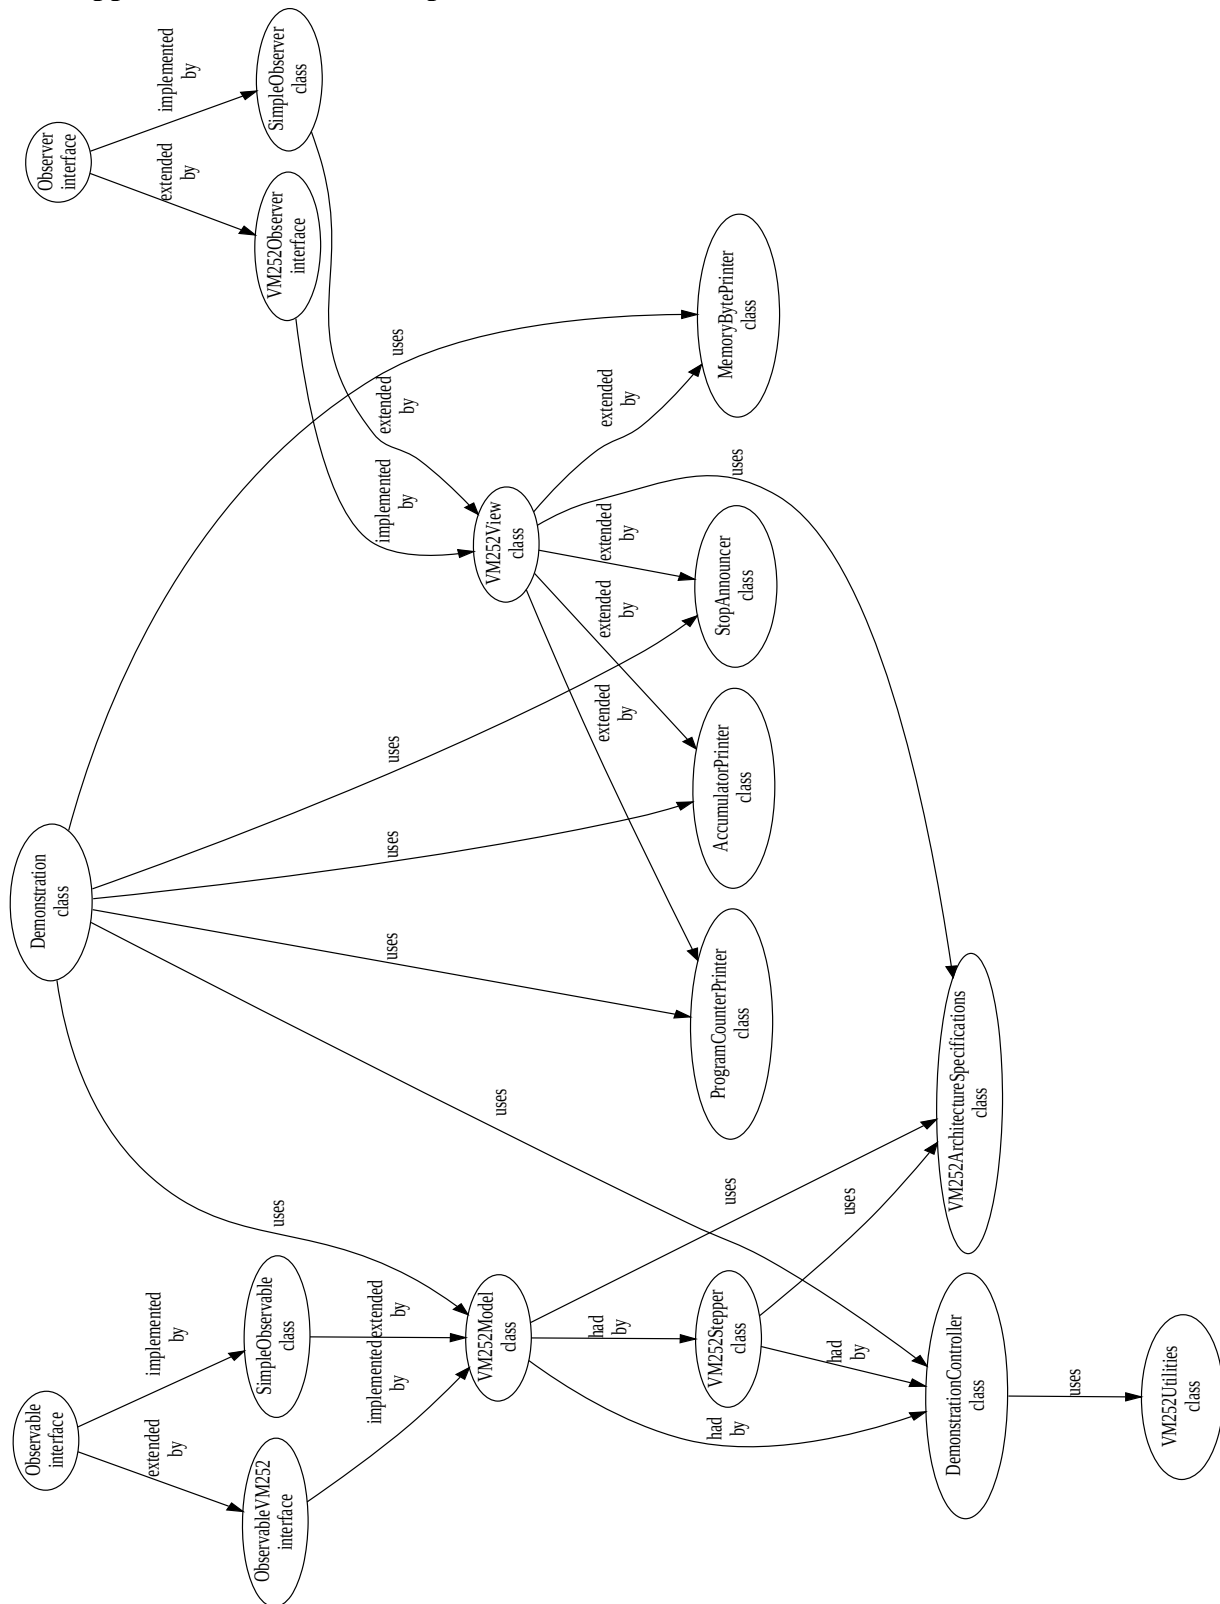 Observable
interface
implemented
by
extended
by
SimpleObservable
class
ObservableVM252
interface
extended
by
implemented
by
Demonstration
class
uses
uses
uses
uses
uses
uses
VM252Model
class
had
by
had
by
uses
VM252Stepper
class
had
by
uses
DemonstrationController
class
uses
VM252Utilities
class
VM252ArchitectureSpecifications
class
ProgramCounterPrinter
class
AccumulatorPrinter
class
StopAnnouncer
class
MemoryBytePrinter
class
Observer
interface
implemented
by
extended
by
SimpleObserver
class
VM252Observer
interface
extended
by
implemented
by
VM252View
class
extended
by
extended
by
extended
by
extended
by
uses